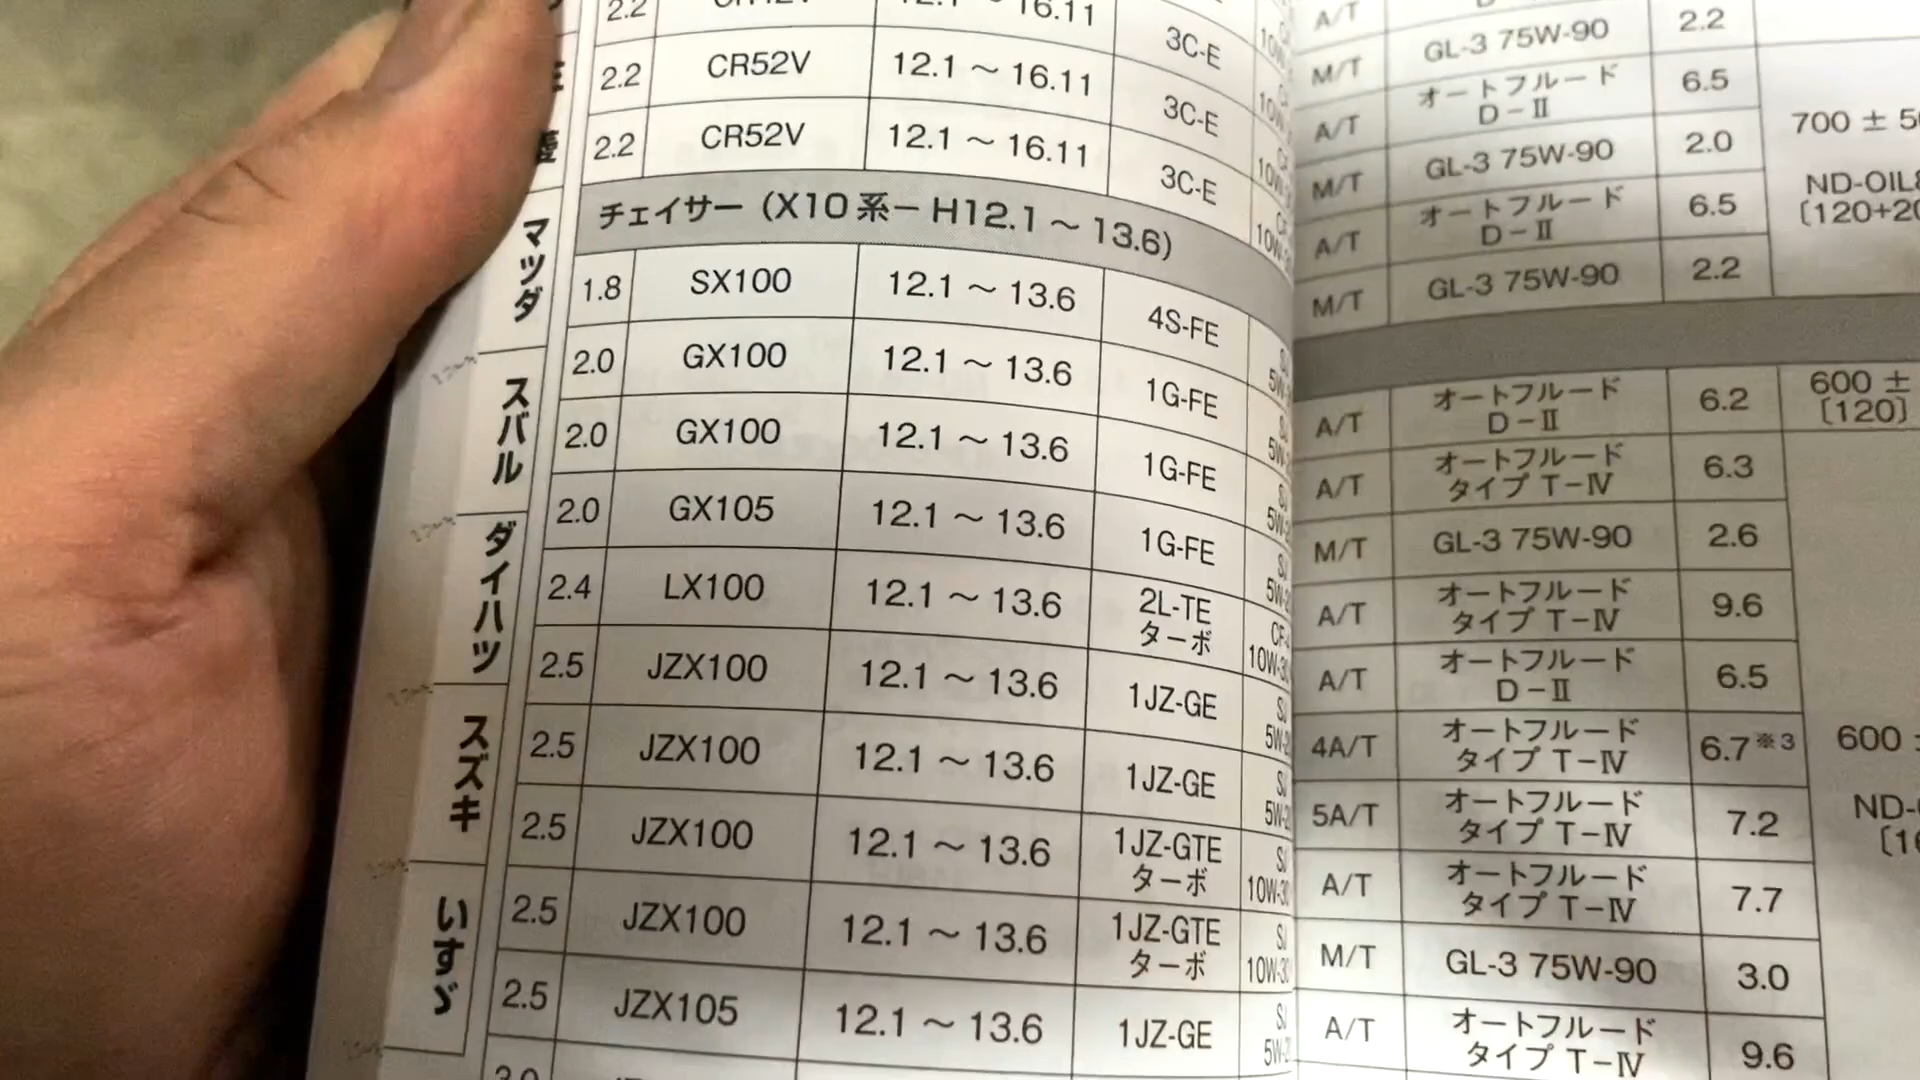 2.2 12.1 ~ 16.11 3C-E
2.2 CR52V 12.1 ~ 16.11 3C-E
2.2 CR52V 12.1 ~ 16.11 3C-E
チェイサー (X10系-H12.1 ~ 13.6)
1.8 SX100 12.1 ~ 13.6 4S-FE
2.0 GX100 12.1 ~ 13.6 1G-FE
2.0 GX100 12.1 ~ 13.6 1G-FE
2.0 GX105 12.1 ~ 13.6 1G-FE
2.4 LX100 12.1 ~ 13.6 2L-TE ターボ 10W-30
2.5 JZX100 12.1 ~ 13.6 1JZ-GE
2.5 JZX100 12.1 ~ 13.6 1JZ-GE
2.5 JZX100 12.1 ~ 13.6 1JZ-GTE ターボ 10W-30
2.5 JZX100 12.1 ~ 13.6 1JZ-GTE ターボ 10W-30
2.5 JZX105 12.1 ~ 13.6 1JZ-GE
マツダ
スバル
ダイハツ
スズキ
いすゞ
A/T
M/T GL-3 75W-90 2.2
A/T オートフルード D-II 6.5
M/T GL-3 75W-90 2.0
A/T オートフルード D-II 6.5
M/T GL-3 75W-90 2.2
700 ±
ND-OIL8
A/T オートフルード D-II 6.2 600 ± 〔120〕
A/T オートフルード タイプ T-IV 6.3
M/T GL-3 75W-90 2.6
A/T オートフルード タイプ T-IV 9.6
A/T オートフルード D-II 6.5
4A/T オートフルード タイプ T-IV 6.7※3 600
5A/T オートフルード タイプ T-IV 7.2
A/T オートフルード タイプ T-IV 7.7
M/T GL-3 75W-90 3.0
A/T オートフルード タイプ T-IV 9.6